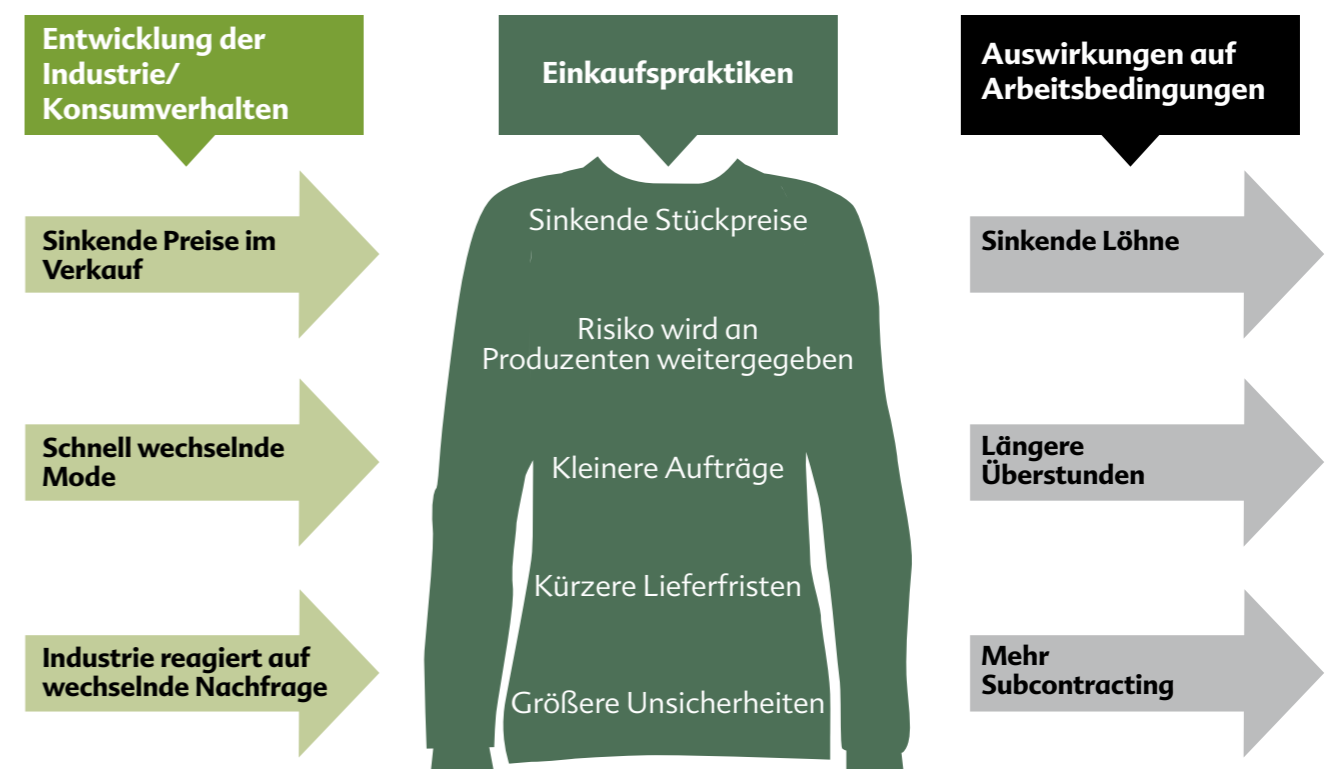 Entwicklung der
Industrie/
Konsumverhalten
Einkaufspraktiken
Auswirkungen auf
Arbeitsbedingungen
Sinkende Preise im
Verkauf
Schnell wechselnde
Mode
Industrie reagiert auf
wechselnde Nachfrage
Sinkende Stückpreise
Risiko wird an
Produzenten weitergegeben
Kleinere Aufträge
Kürzere Lieferfristen
Größere Unsicherheiten
Sinkende Löhne
Längere
Überstunden
Mehr
Subcontracting